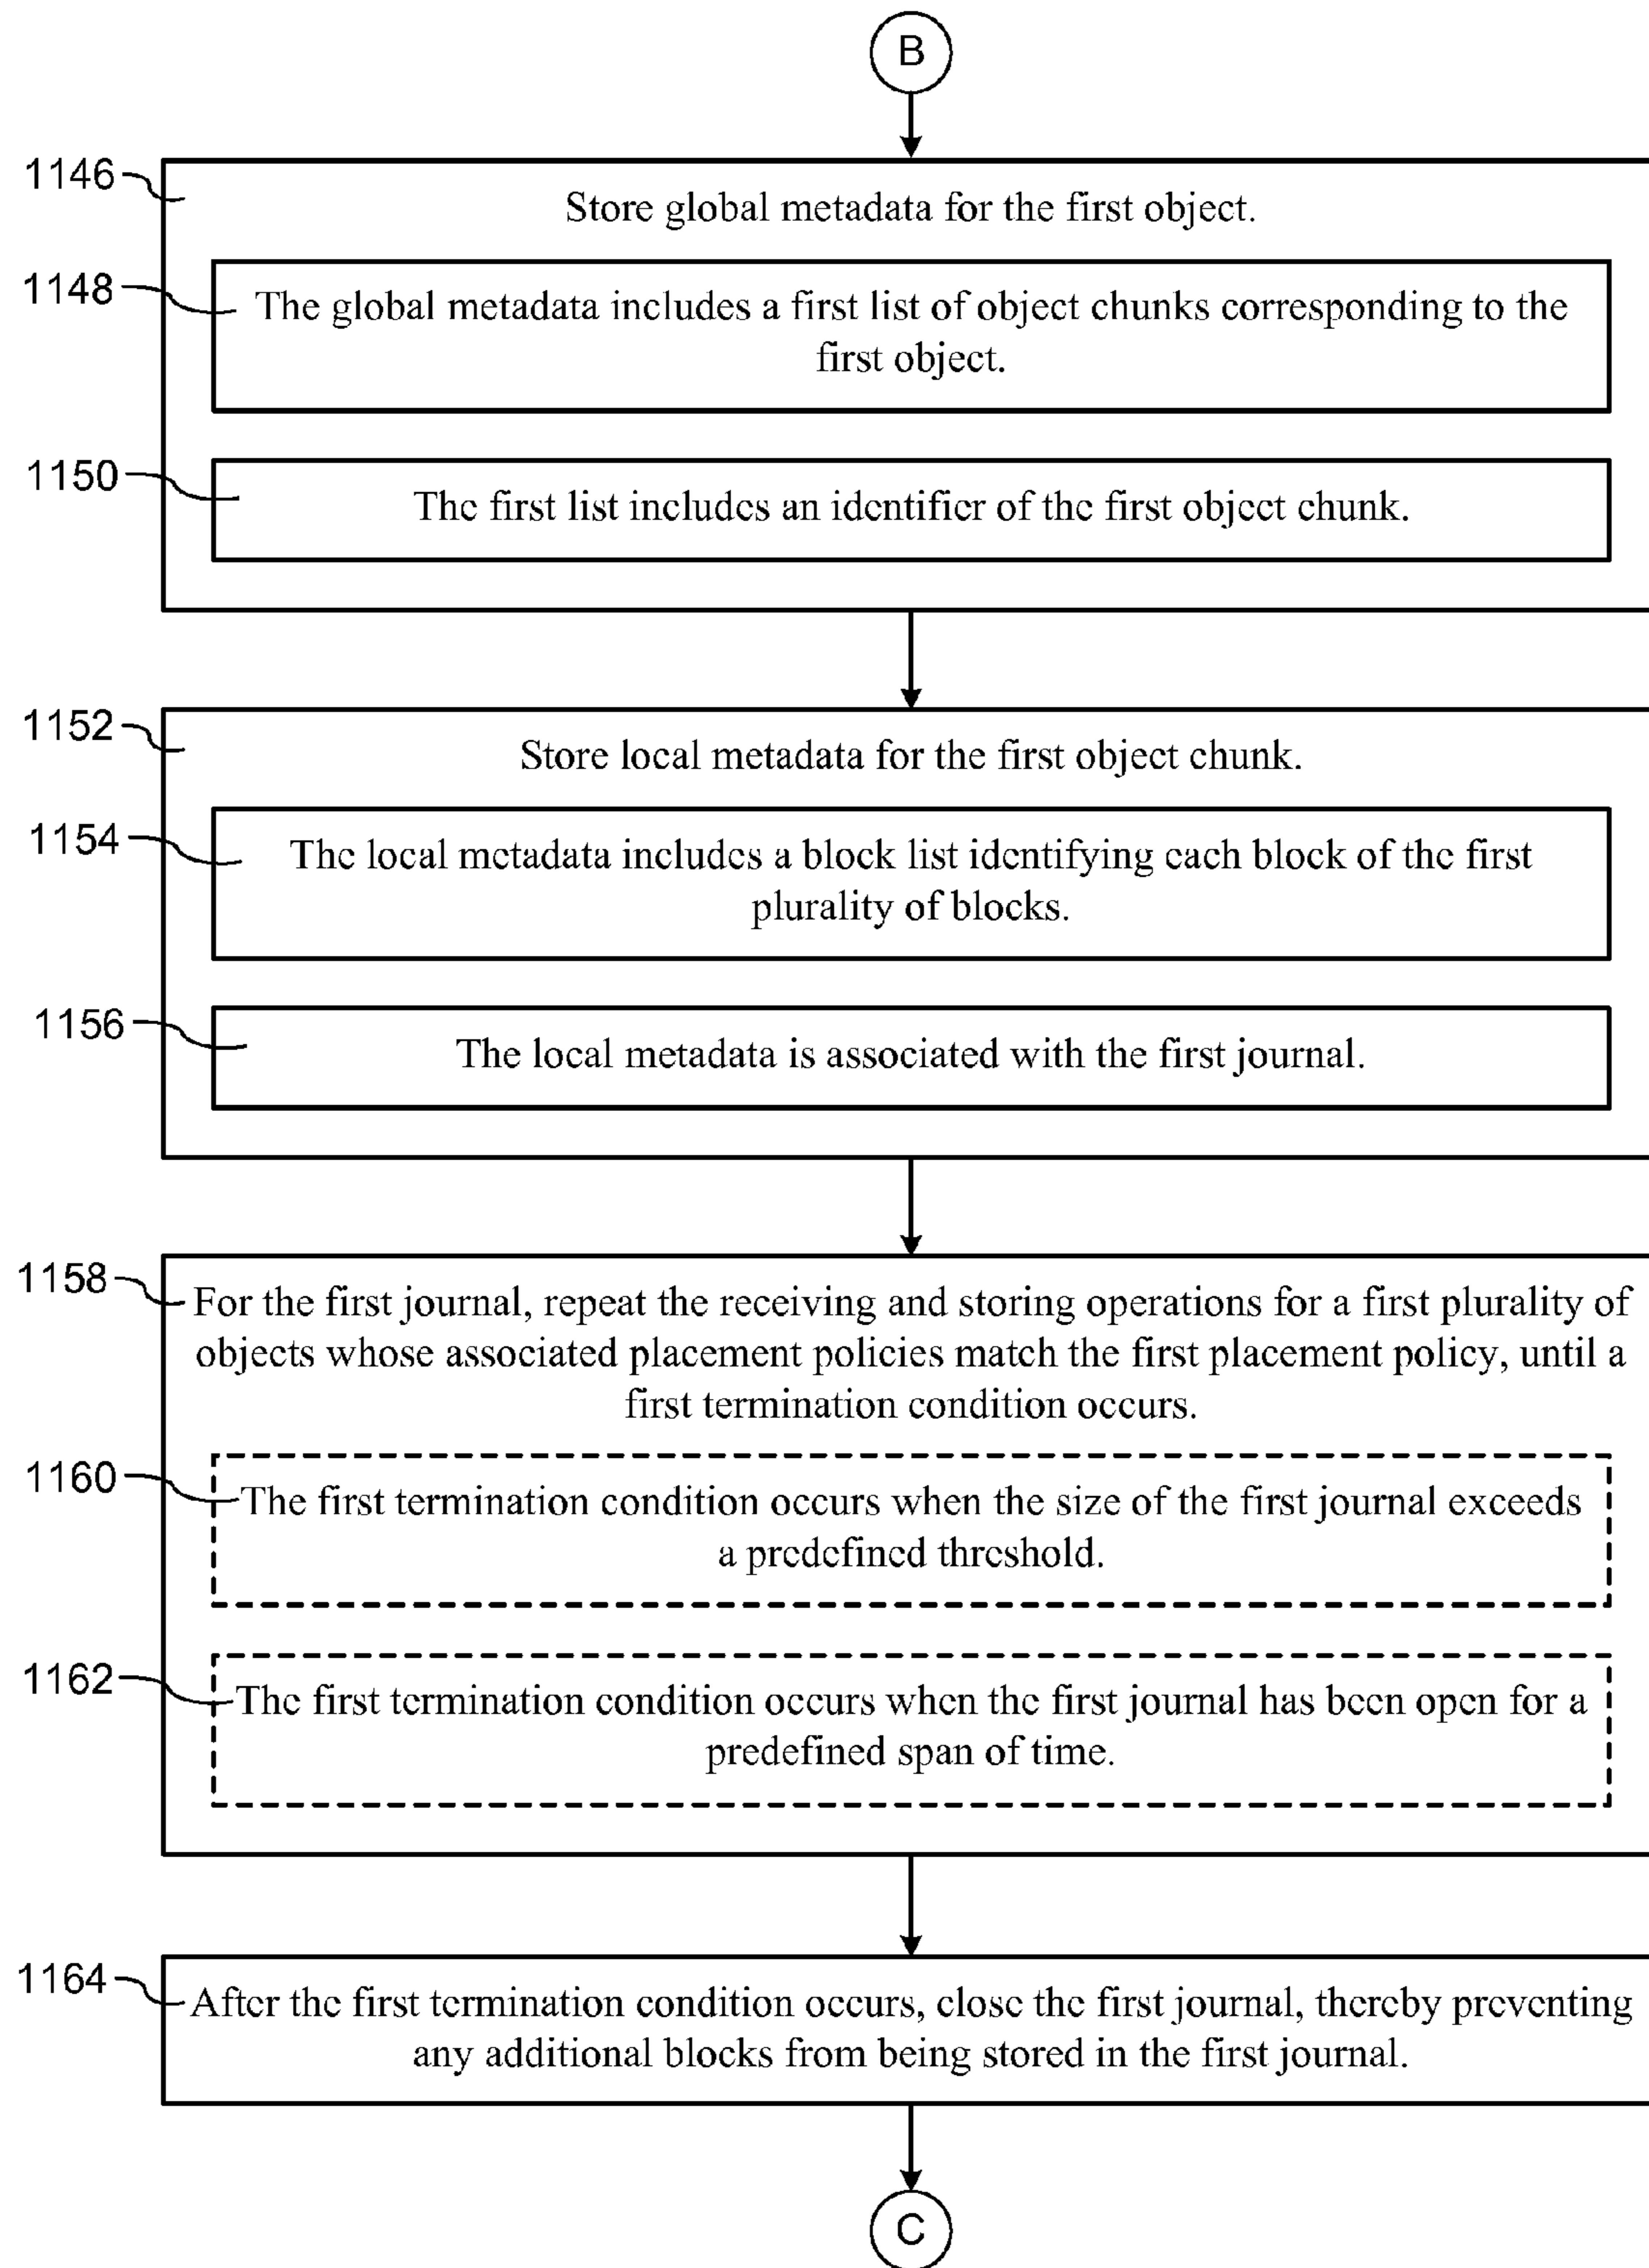 B
1146
Store global metadata for the first object.
1148
The global metadata includes a first list of object chunks corresponding to the
first object.
1150
The first list includes an identifier of the first object chunk.
1152
Store local metadata for the first object chunk.
1154
The local metadata includes a block list identifying each block of the first
plurality of blocks.
1156
The local metadata is associated with the first journal.
1158
For the first journal, repeat the receiving and storing operations for a first plurality of
objects whose associated placement policies match the first placement policy, until a
first termination condition occurs.
1160
The first termination condition occurs when the size of the first journal exceeds
a predefined threshold.
1162
The first termination condition occurs when the first journal has been open for a
predefined span of time.
1164
After the first termination condition occurs, close the first journal, thereby preventing
any additional blocks from being stored in the first journal.
C